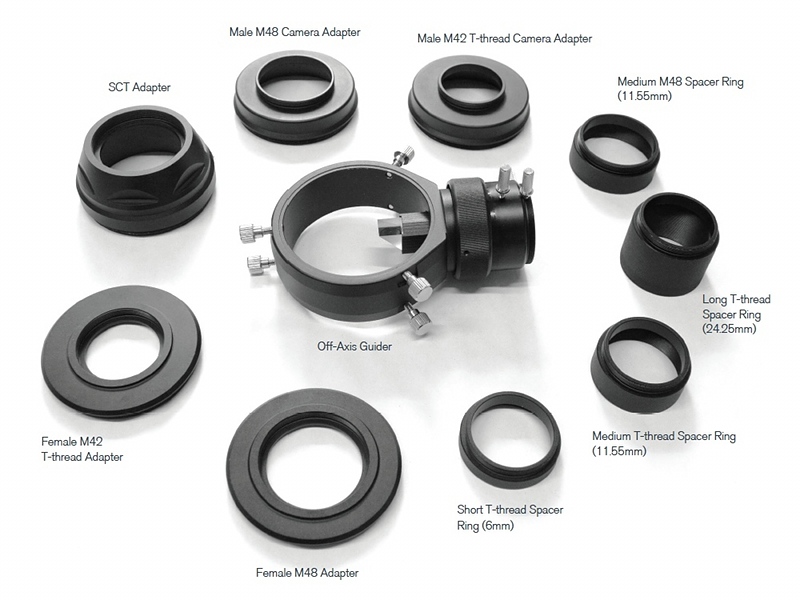 Male M48 Camera Adapter
Male M42 T-thread Camera Adapter
SCT Adapter
Medium M48 Spacer Ring
(11.55mm)
Long T-thread
Spacer Ring
(24.25mm)
Off-Axis Guider
Female M42
T-thread Adapter
Medium T-thread Spacer Ring
(11.55mm)
Short T-thread Spacer
Ring (6mm)
Female M48 Adapter